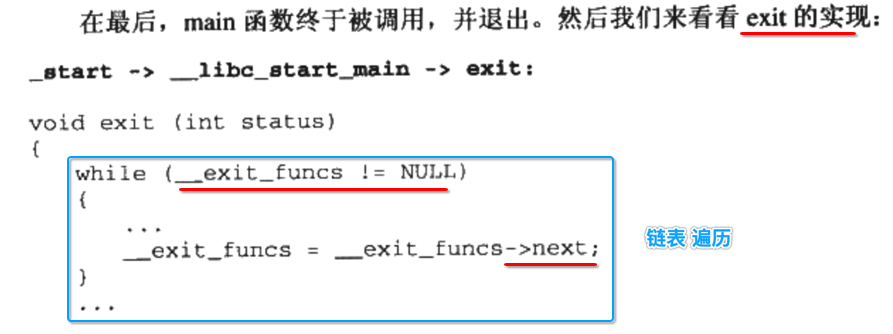 在最后，main 函数终于被调用，并退出。然后我们来看看 exit 的实现：
_start -> __libc_start_main -> exit:
void exit (int status)
{
while (__exit_funcs != NULL)
{
...
__exit_funcs = __exit_funcs->next;
链表 遍历
}
...